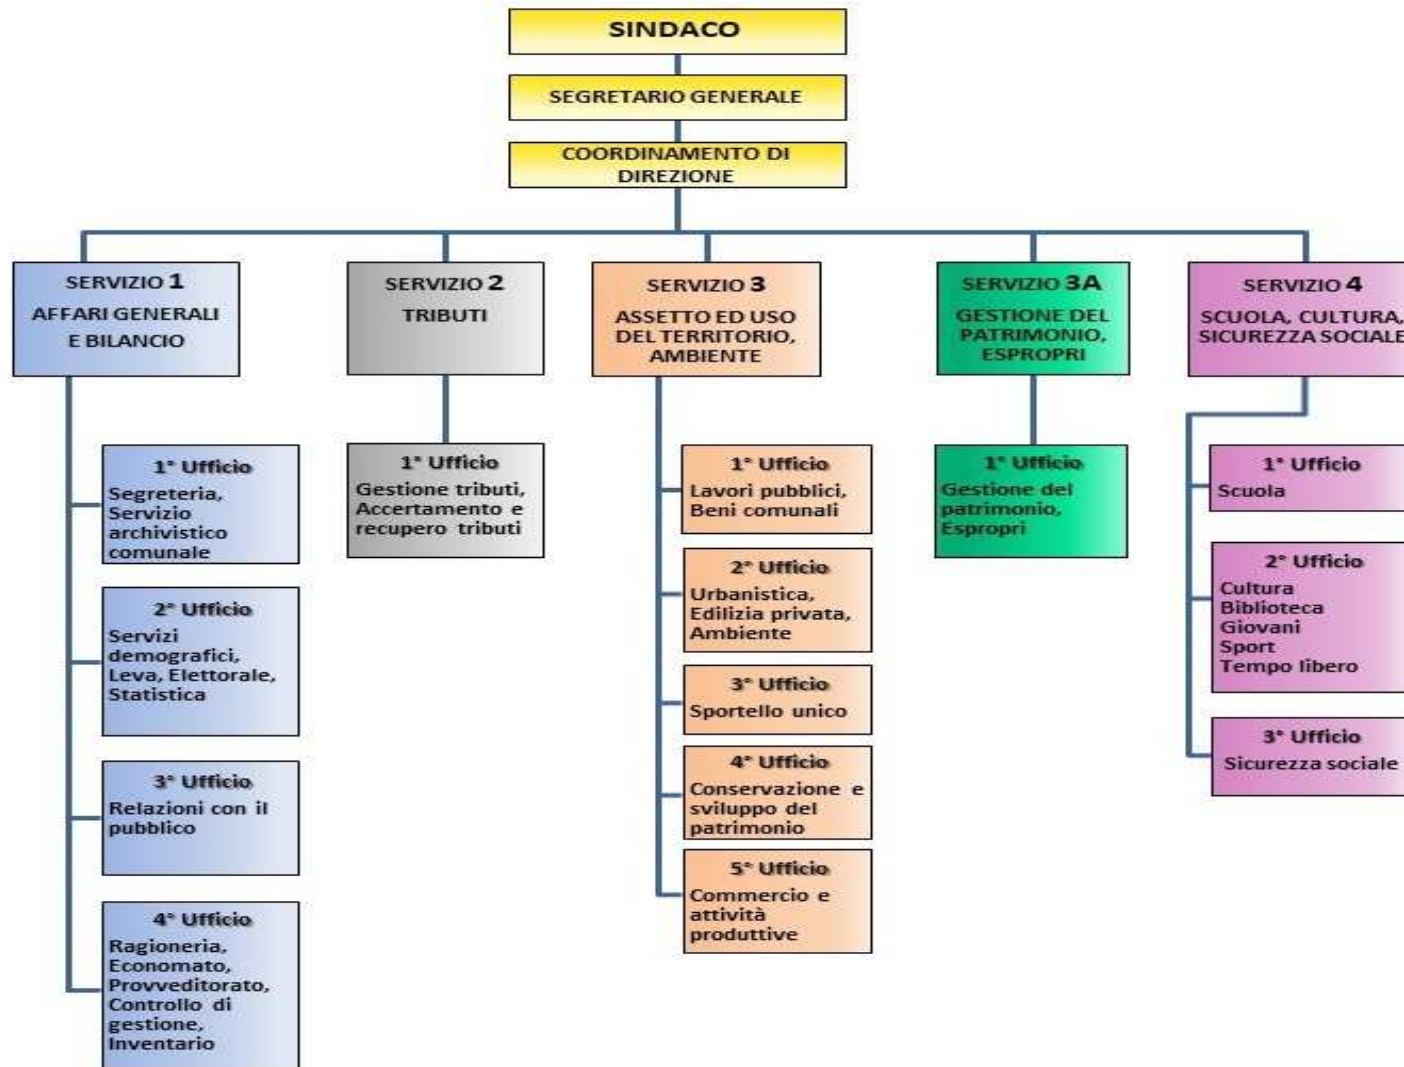 SINDACO
SEGRETARIO GENERALE
COORDINAMENTO DI
DIREZIONE
SERVIZIO 1
AFFARI GENERALI
E BILANCIO
1° Ufficio
Segreteria,
Servizio
archivistico
comunale
2° Ufficio
Servizi
demografici,
Leva, Elettorale,
Statistica
3° Ufficio
Relazioni con il
pubblico
4° Ufficio
Ragioneria,
Economato,
Provveditorato,
Controllo di
gestione,
Inventario
SERVIZIO 2
TRIBUTI
1° Ufficio
Gestione tributi,
Accertamento e
recupero tributi
SERVIZIO 3
ASSETTO ED USO
DEL TERRITORIO,
AMBIENTE
1° Ufficio
Lavori pubblici,
Beni comunali
2° Ufficio
Urbanistica,
Edilizia privata,
Ambiente
3° Ufficio
Sportello unico
4° Ufficio
Conservazione e
sviluppo del
patrimonio
5° Ufficio
Commercio e
attività
produttive
SERVIZIO 3A
GESTIONE DEL
PATRIMONIO,
ESPROPRI
1° Ufficio
Gestione del
patrimonio,
Espropri
SERVIZIO 4
SCUOLA, CULTURA,
SICUREZZA SOCIALE
1° Ufficio
Scuola
2° Ufficio
Cultura
Biblioteca
Giovani
Sport
Tempo libero
3° Ufficio
Sicurezza sociale